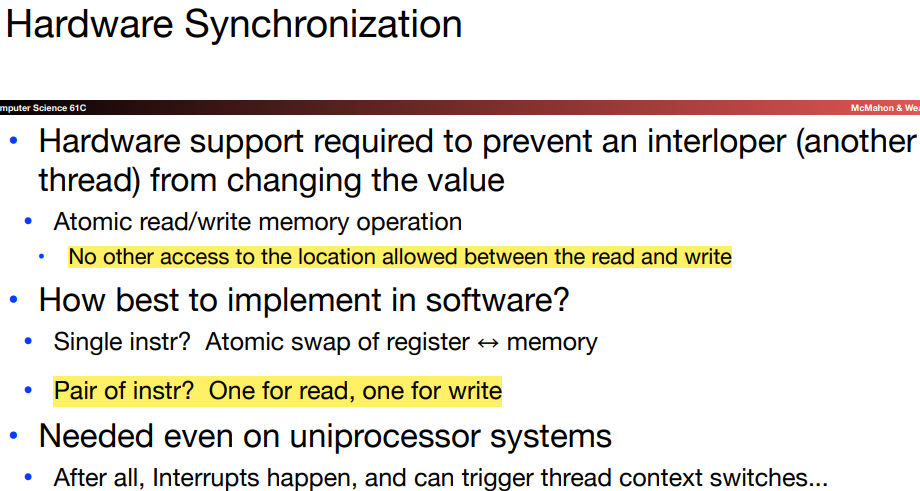 Hardware Synchronization
mputer Science 61C
McMahon & Wea
• Hardware support required to prevent an interloper (another
thread) from changing the value
• Atomic read/write memory operation
• No other access to the location allowed between the read and write
• How best to implement in software?
• Single instr?  Atomic swap of register ↔ memory
• Pair of instr?  One for read, one for write
• Needed even on uniprocessor systems
• After all, Interrupts happen, and can trigger thread context switches...